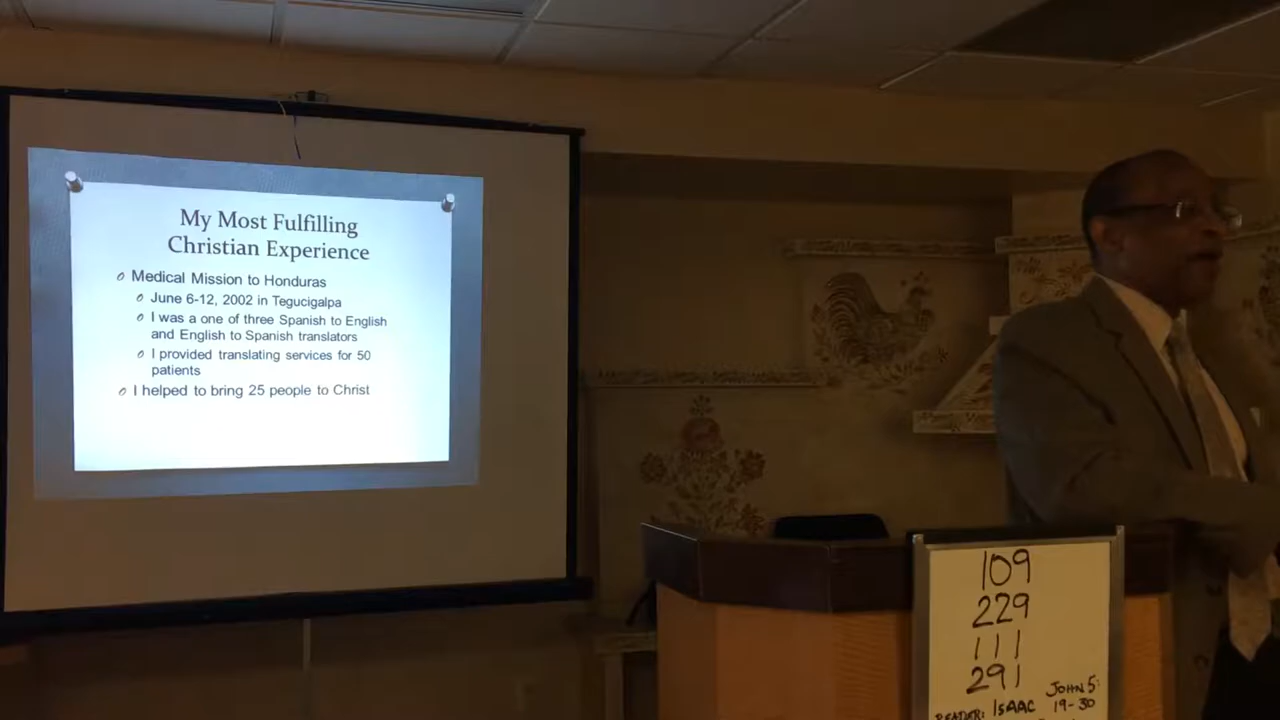 My Most Fulfilling
Christian Experience
Medical Mission to Honduras
June 6-12, 2002 in Tegucigalpa
I was a one of three Spanish to English
and English to Spanish translators
I provided translating services for 50
patients
I helped to bring 25 people to Christ
109
229
111
291
JOHN 5:
READER: ISAAC 19-30